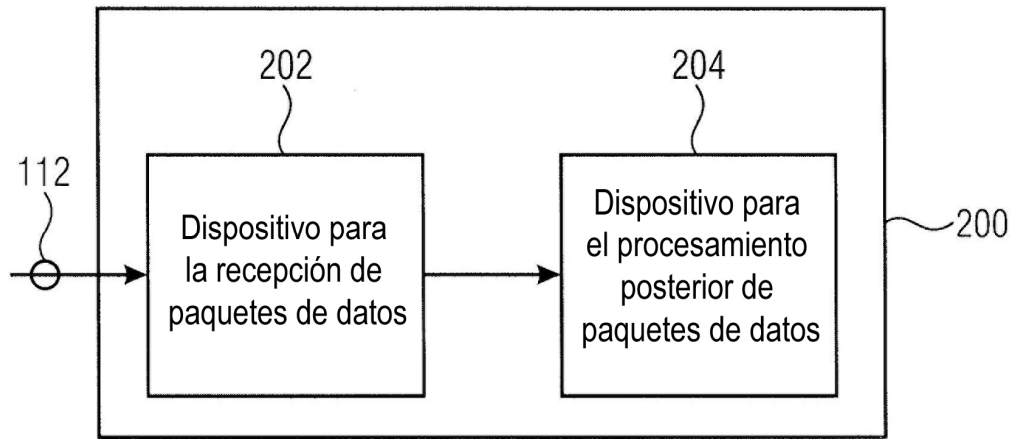 202
204
112
Dispositivo para
la recepción de
paquetes de datos
Dispositivo para
el procesamiento
posterior de
paquetes de datos
200